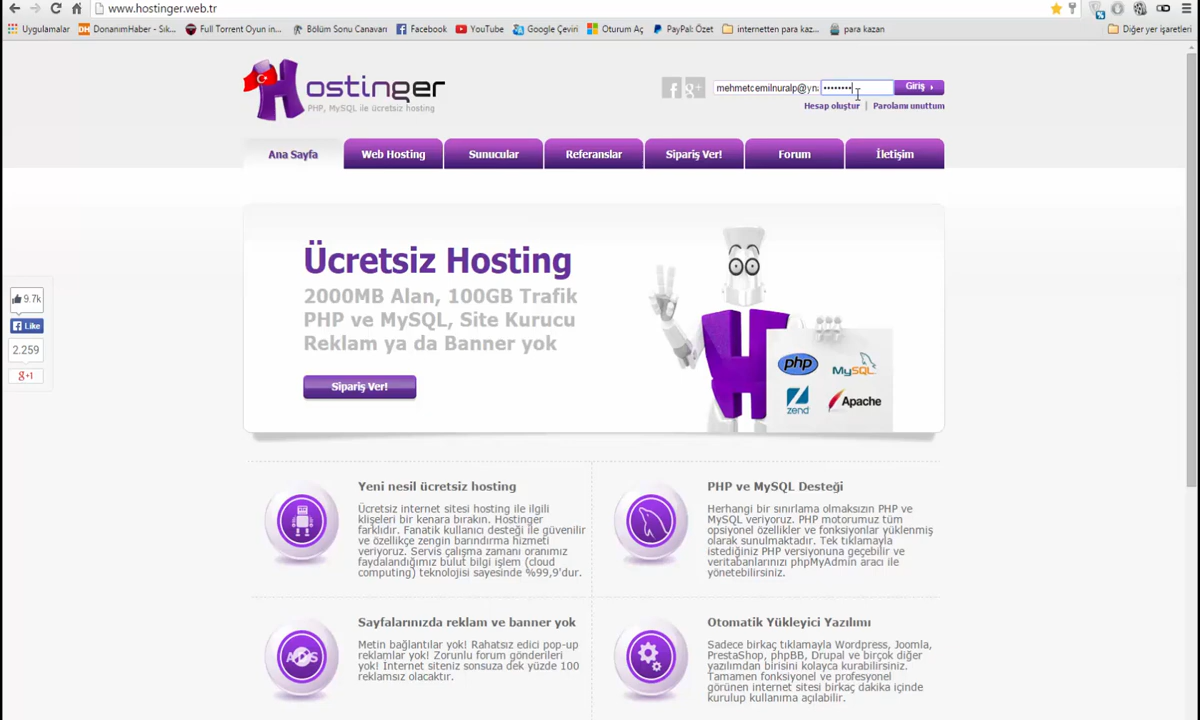 www.hostinger.web.tr
Uygulamalar
DonanımHaber - Sık...
Full Torrent Oyun in...
Bölüm Sonu Canavarı
Facebook
YouTube
Google Çeviri
Oturum Aç
PayPal: Özet
internetten para kaz...
para kazan
Diğer yer işaretleri
Hostinger
PHP, MySQL ile ücretsiz hosting
mehmetcemilnuralp@yn
Giriş
Hesap oluştur | Parolamı unuttum
Ana Sayfa
Web Hosting
Sunucular
Referanslar
Sipariş Ver!
Forum
İletişim
9.7k
Like
2.259
g+1
Ücretsiz Hosting
2000MB Alan, 100GB Trafik
PHP ve MySQL, Site Kurucu
Reklam ya da Banner yok
Sipariş Ver!
H
php
MySQL
zend
Apache
Yeni nesil ücretsiz hosting
Ücretsiz internet sitesi hosting ile ilgili
klişeleri bir kenara bırakın. Hostinger
farklıdır. Fanatik kullanıcı desteği ile güvenilir
ve özellikçe zengin barındırma hizmeti
veriyoruz. Servis çalışma zamanı oranımız
faydalandığımız bulut bilgi işlem (cloud
computing) teknolojisi sayesinde %99,9'dur.
PHP ve MySQL Desteği
Herhangi bir sınırlama olmaksızın PHP ve
MySQL veriyoruz. PHP motorumuz tüm
opsiyonel özellikler ve fonksiyonlar yüklenmiş
olarak sunulmaktadır. Tek tıklamayla
istediğiniz PHP versiyonuna geçebilir ve
veritabanlarınızı phpMyAdmin aracı ile
yönetebilirsiniz.
ADS
Sayfalarınızda reklam ve banner yok
Metin bağlantılar yok! Rahatsız edici pop-up
reklamlar yok! Zorunlu forum gönderileri
yok! Internet siteniz sonsuza dek yüzde 100
reklamsız olacaktır.
Otomatik Yükleyici Yazılımı
Sadece birkaç tıklamayla Wordpress, Joomla,
PrestaShop, phpBB, Drupal ve birçok diğer
yazılımdan birisini kolayca kurabilirsiniz.
Tamamen fonksiyonel ve profesyonel
görünen internet sitesi birkaç dakika içinde
kurulup kullanıma açılabilir.